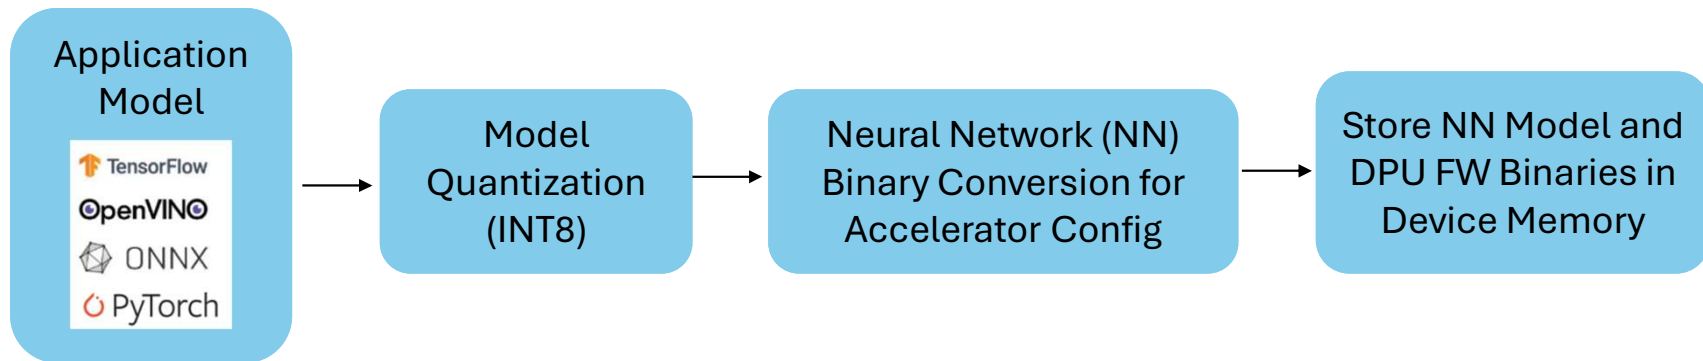 Application
Model
TensorFlow
OpenVINO
ONNX
PyTorch
Model
Quantization
(INT8)
Neural Network (NN)
Binary Conversion for
Accelerator Config
Store NN Model and
DPU FW Binaries in
Device Memory